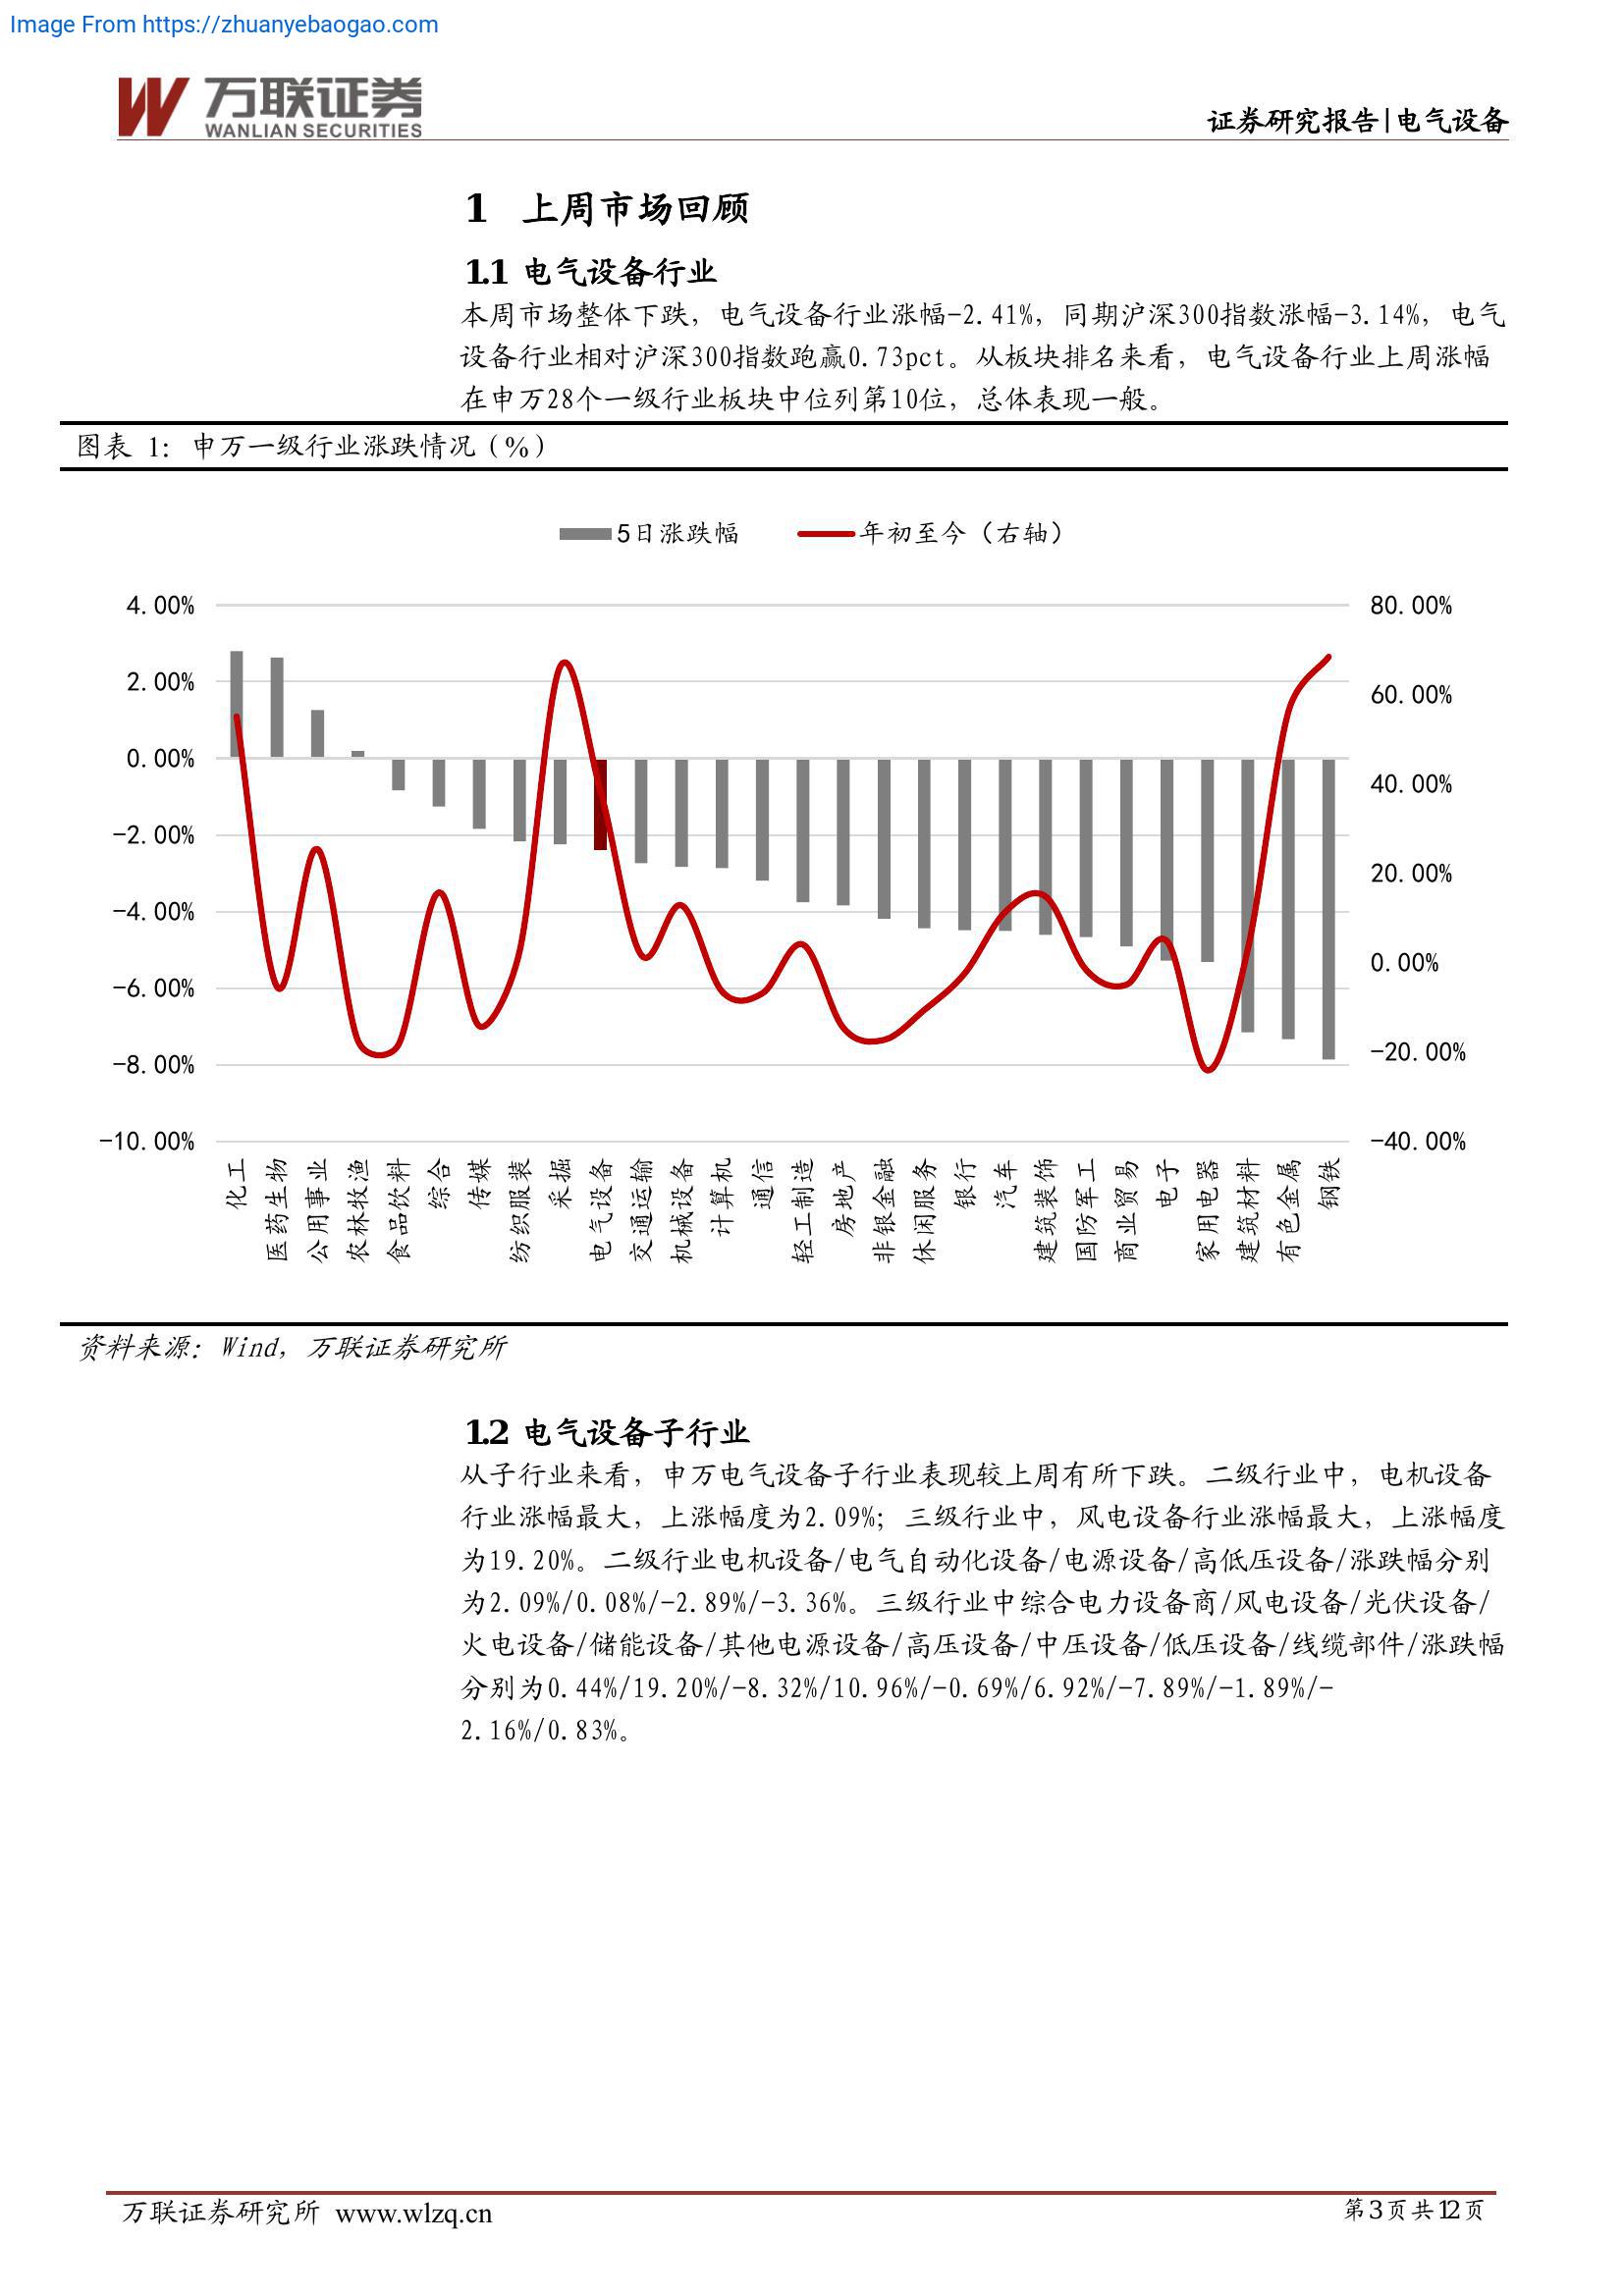 Image From https://zhuanyebaogao.com
万联证券
WANLIAN SECURITIES
证券研究报告|电气设备
1 上周市场回顾
1.1 电气设备行业
本周市场整体下跌，电气设备行业涨幅-2.41%，同期沪深300指数涨幅-3.14%，电气
设备行业相对沪深300指数跑赢0.73pct。从板块排名来看，电气设备行业上周涨幅
在申万28个一级行业板块中位列第10位，总体表现一般。
图表 1：申万一级行业涨跌情况（%）
5日涨跌幅 年初至今（右轴）
4.00% 80.00%
2.00% 60.00%
0.00% 40.00%
-2.00% 20.00%
-4.00% 0.00%
-6.00% -20.00%
-8.00% -40.00%
-10.00%
化工
医药生物
公用事业
农林牧渔
食品饮料
综合
传媒
纺织服装
采掘
电气设备
交通运输
机械设备
计算机
通信
轻工制造
房地产
非银金融
休闲服务
银行
汽车
建筑装饰
国防军工
商业贸易
电子
家用电器
建筑材料
有色金属
钢铁
资料来源：Wind，万联证券研究所
1.2 电气设备子行业
从子行业来看，申万电气设备子行业表现较上周有所下跌。二级行业中，电机设备
行业涨幅最大，上涨幅度为2.09%；三级行业中，风电设备行业涨幅最大，上涨幅度
为19.20%。二级行业电机设备/电气自动化设备/电源设备/高低压设备/涨跌幅分别
为2.09%/0.08%/-2.89%/-3.36%。三级行业中综合电力设备商/风电设备/光伏设备/
火电设备/储能设备/其他电源设备/高压设备/中压设备/低压设备/线缆部件/涨跌幅
分别为0.44%/19.20%/-8.32%/10.96%/-0.69%/6.92%/-7.89%/-1.89%/-
2.16%/0.83%。
万联证券研究所 www.wlzq.cn
第3页共12页